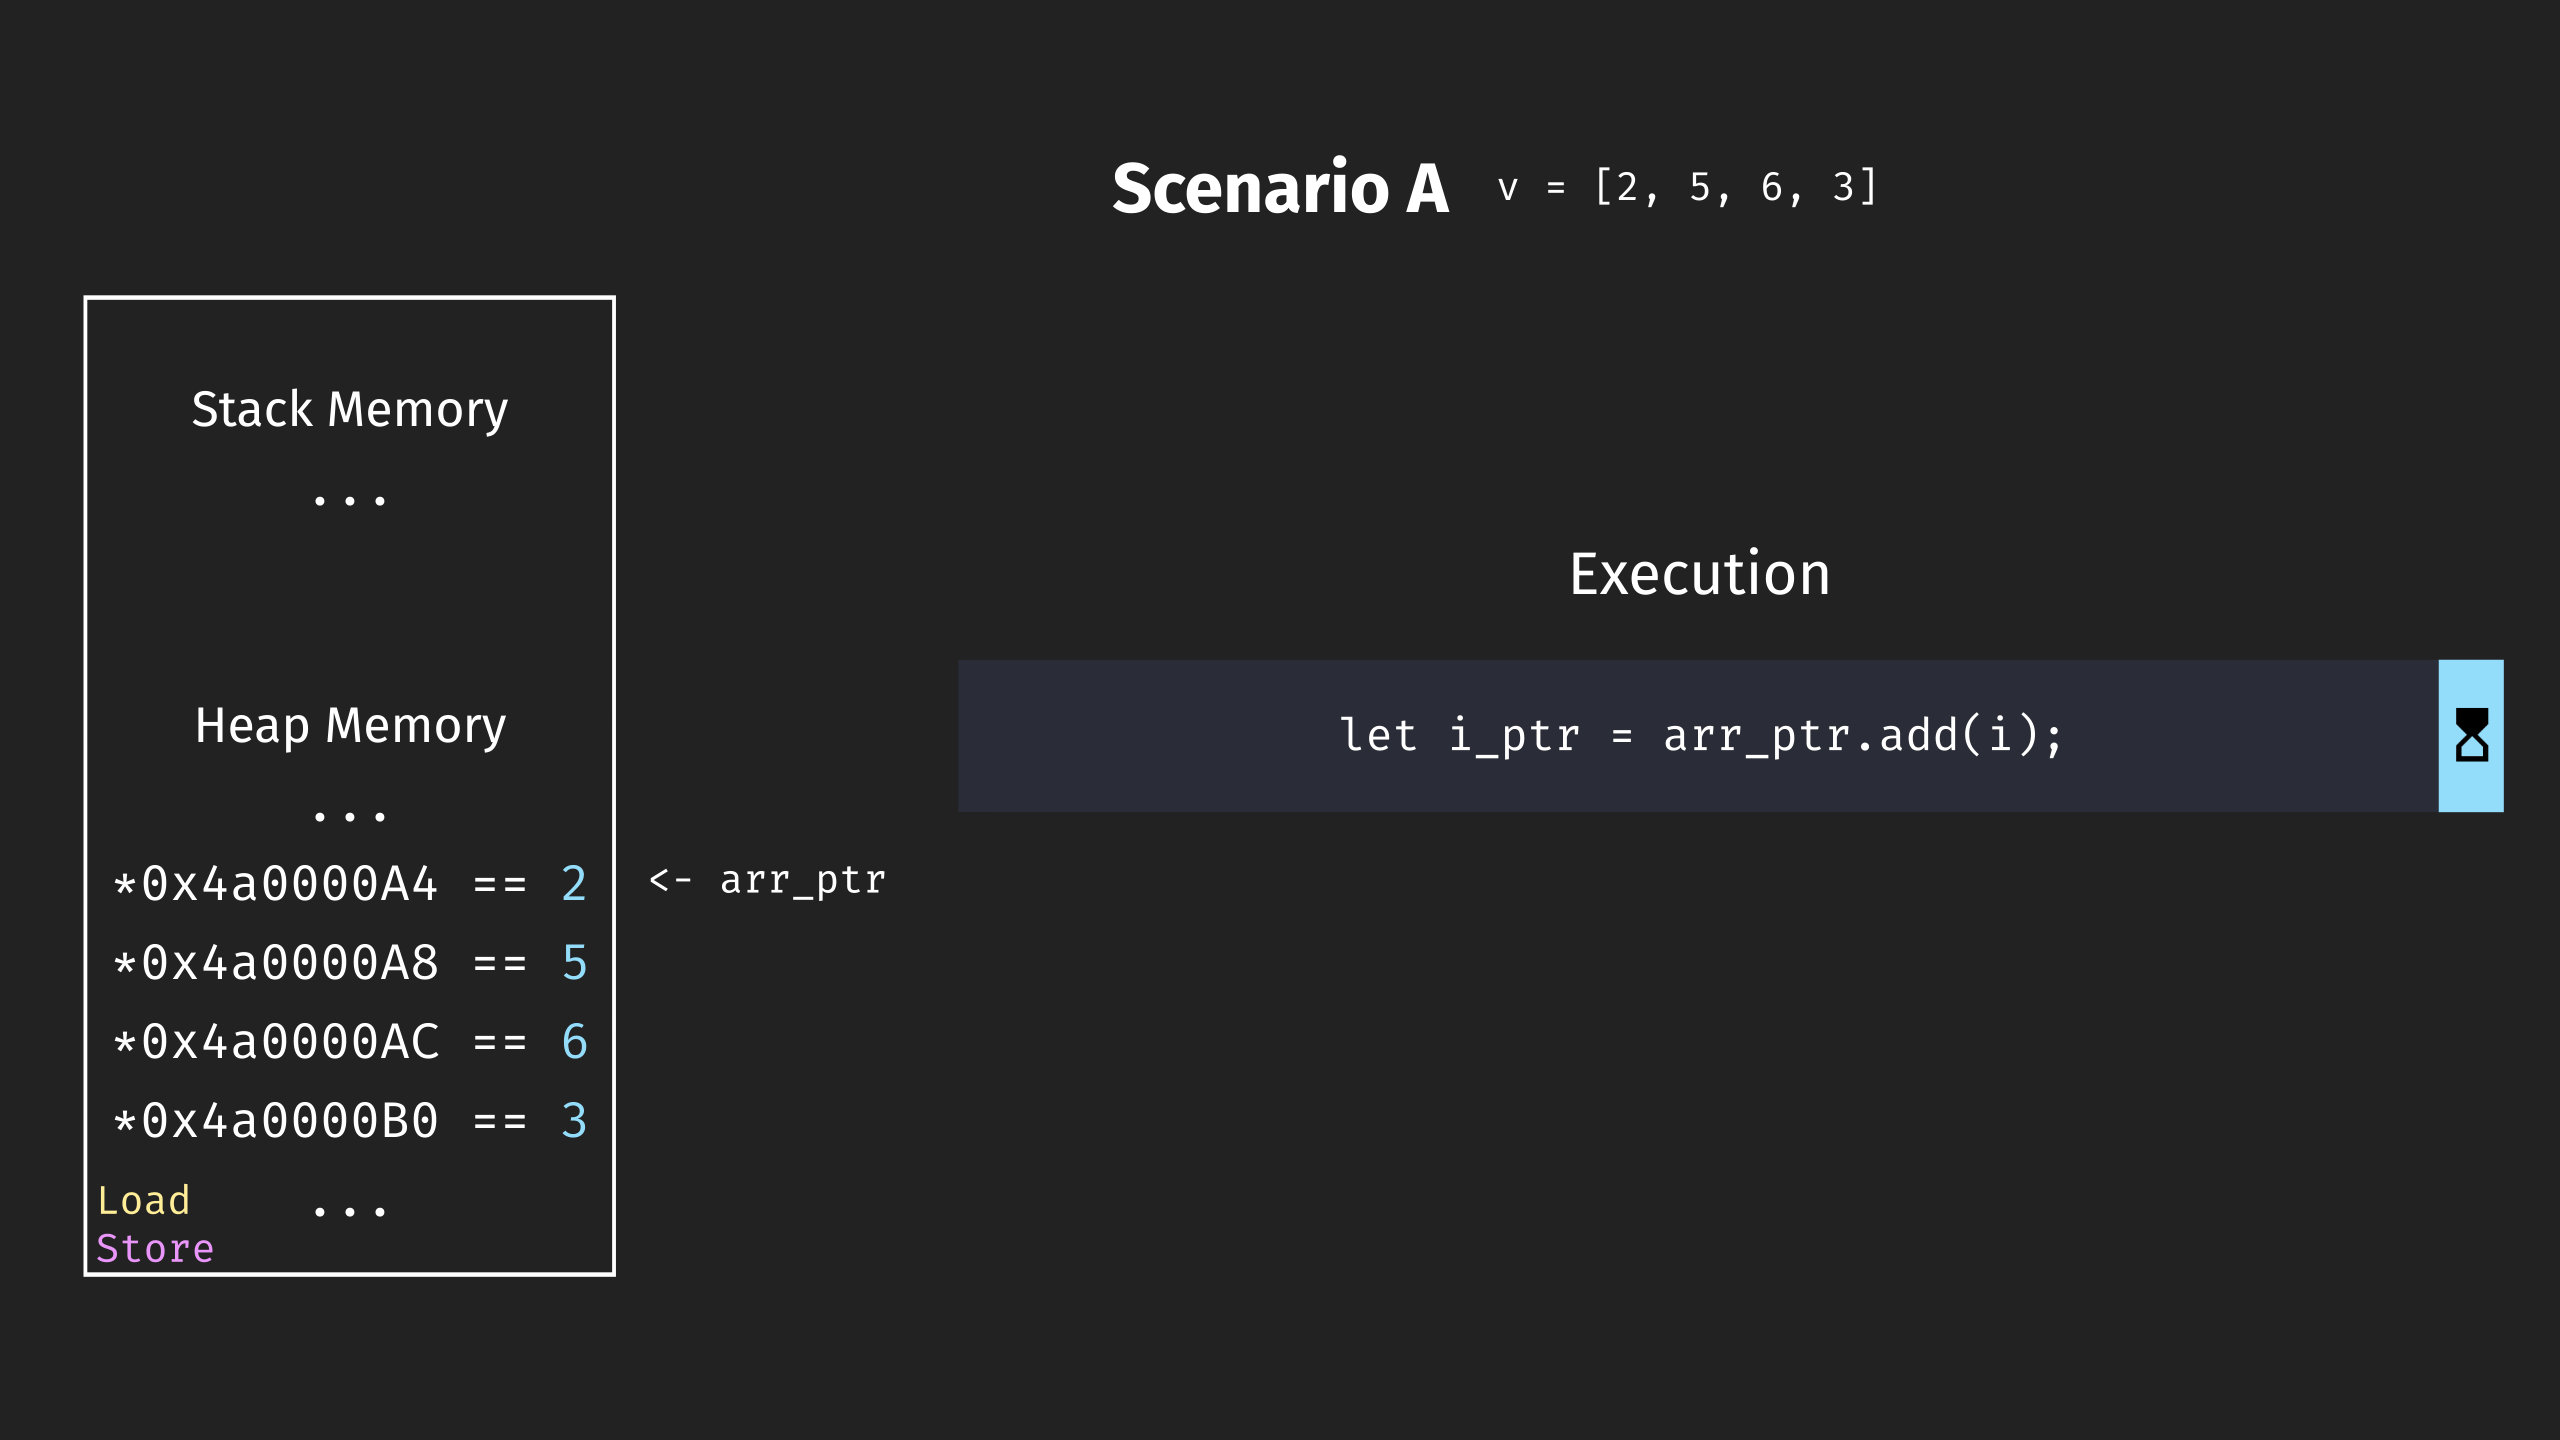 Scenario A v = [2, 5, 6, 3]
Stack Memory
...
Heap Memory
...
*0x4a0000A4 == 2 <- arr_ptr
*0x4a0000A8 == 5
*0x4a0000AC == 6
*0x4a0000B0 == 3
...
Load
Store
Execution
let i_ptr = arr_ptr.add(i);